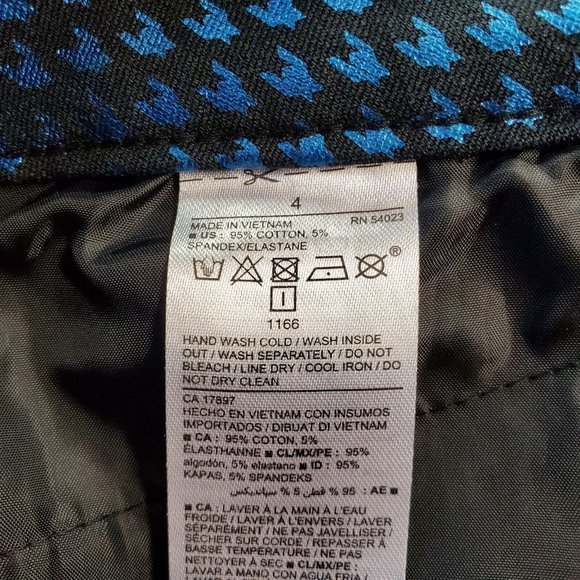 4
MADE IN VIETNAM RN 54023
■ US : 95% COTTON, 5%
SPANDEX/ELASTANE
®
1166
HAND WASH COLD / WASH INSIDE
OUT / WASH SEPARATELY / DO NOT
BLEACH / LINE DRY / COOL IRON / DO
NOT DRY CLEAN
CA 17897
HECHO EN VIETNAM CON INSUMOS
IMPORTADOS / DIBUAT DI VIETNAM
■ CA : 95% COTON, 5%
ÉLASTHANNE ■ CL/MX/PE : 95%
algodón, 5% elastano ■ ID : 95%
KAPAS, 5% SPANDEKS
■ AE : 95 % قطن 5 % سبانديكس
■ CA : LAVER À LA MAIN À L'EAU
FROIDE / LAVER À L'ENVERS / LAVER
SÉPARÉMENT / NE PAS JAVELLISER /
SÉCHER SUR CORDE / REPASSER À
BASSE TEMPÉRATURE / NE PAS
NETTOYER À SEC ■ CL/MX/PE :
LAVAR A MANO CON AGUA FRÍA /